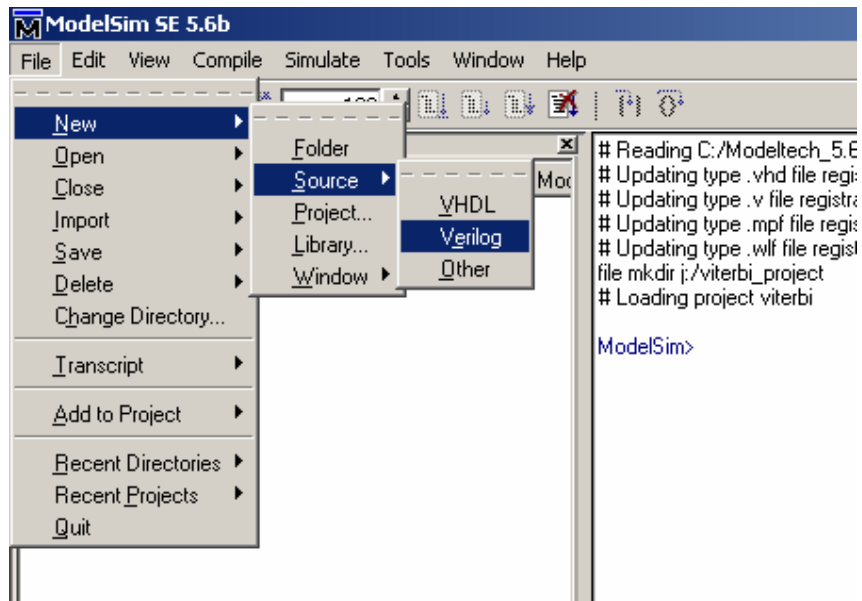 ModelSim SE 5.6b
File Edit View Compile Simulate Tools Window Help
New
Open
Close
Import
Save
Delete
Change Directory...
Transcript
Add to Project
Recent Directories
Recent Projects
Quit
Folder
Source
Project...
Library...
Window
VHDL
Verilog
Other
# Reading C:/Modeltech_5.6
# Updating type .vhd file regis
# Updating type .v file registra
# Updating type .mpf file regis
# Updating type .wlf file regist
file mkdir j:/viterbi_project
# Loading project viterbi
ModelSim>